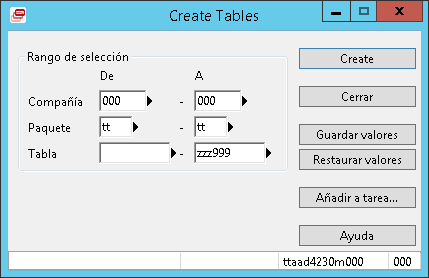 Create Tables
Rango de selección
De A
Compañía 000 - 000
Paquete tt - tt
Tabla - zzz999
Create
Cerrar
Guardar valores
Restaurar valores
Añadir a tarea...
Ayuda
ttaad4230m000 000